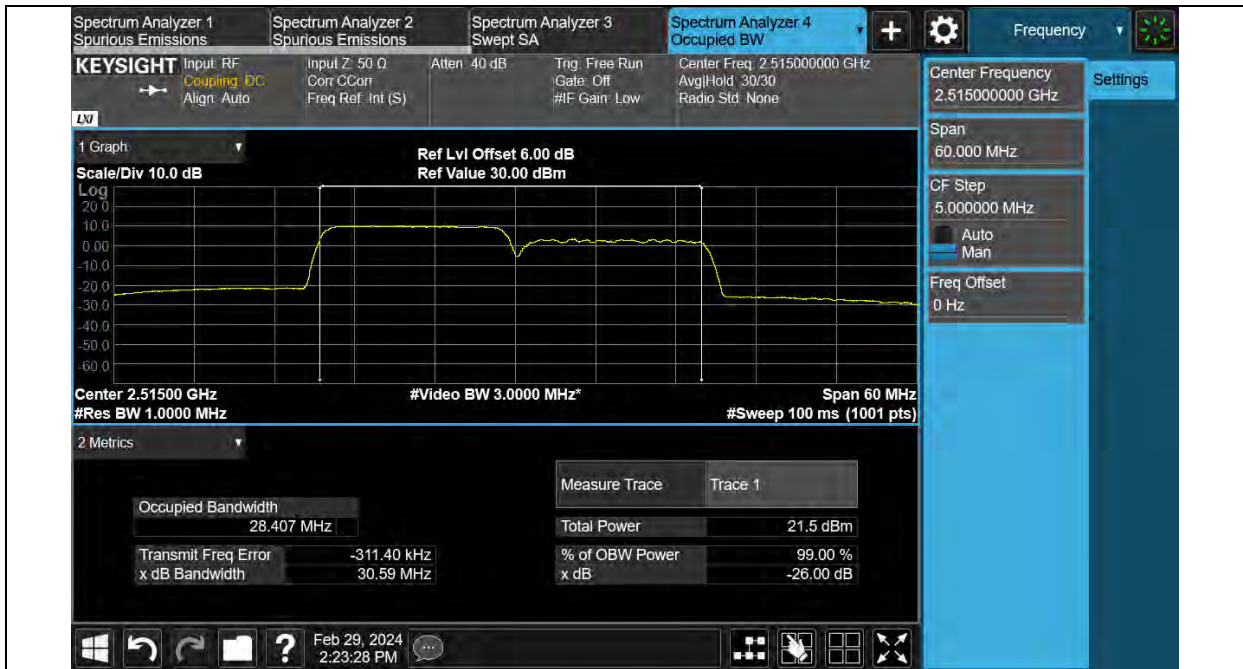 Spectrum Analyzer 1
Spurious Emissions
Spectrum Analyzer 2
Spurious Emissions
Spectrum Analyzer 3
Swept SA
Spectrum Analyzer 4
Occupied BW
Frequency
KEYSIGHT
Input: RF
Coupling: DC
Align: Auto
Input Z: 50 Ω
Corr CCorr
Freq Ref: Int (S)
Atten: 40 dB
Trig: Free Run
Gate: Off
#IF Gain: Low
Center Freq: 2.515000000 GHz
Avg|Hold: 30/30
Radio Std: None
LXI
Center Frequency
2.515000000 GHz
Settings
Span
60.000 MHz
CF Step
5.000000 MHz
Auto
Man
Freq Offset
0 Hz
1 Graph
Scale/Div 10.0 dB
Ref Lvl Offset 6.00 dB
Ref Value 30.00 dBm
Log
20.0
10.0
0.00
-10.0
-20.0
-30.0
-40.0
-50.0
-60.0
Center 2.51500 GHz
#Video BW 3.0000 MHz*
Span 60 MHz
#Res BW 1.0000 MHz
#Sweep 100 ms (1001 pts)
2 Metrics
Measure Trace Trace 1
Occupied Bandwidth
28.407 MHz
Total Power 21.5 dBm
Transmit Freq Error -311.40 kHz
% of OBW Power 99.00 %
x dB Bandwidth 30.59 MHz
x dB -26.00 dB
Feb 29, 2024
2:23:28 PM